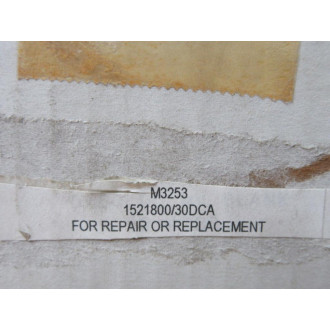 M3253
1521800/30DCA
FOR REPAIR OR REPLACEMENT